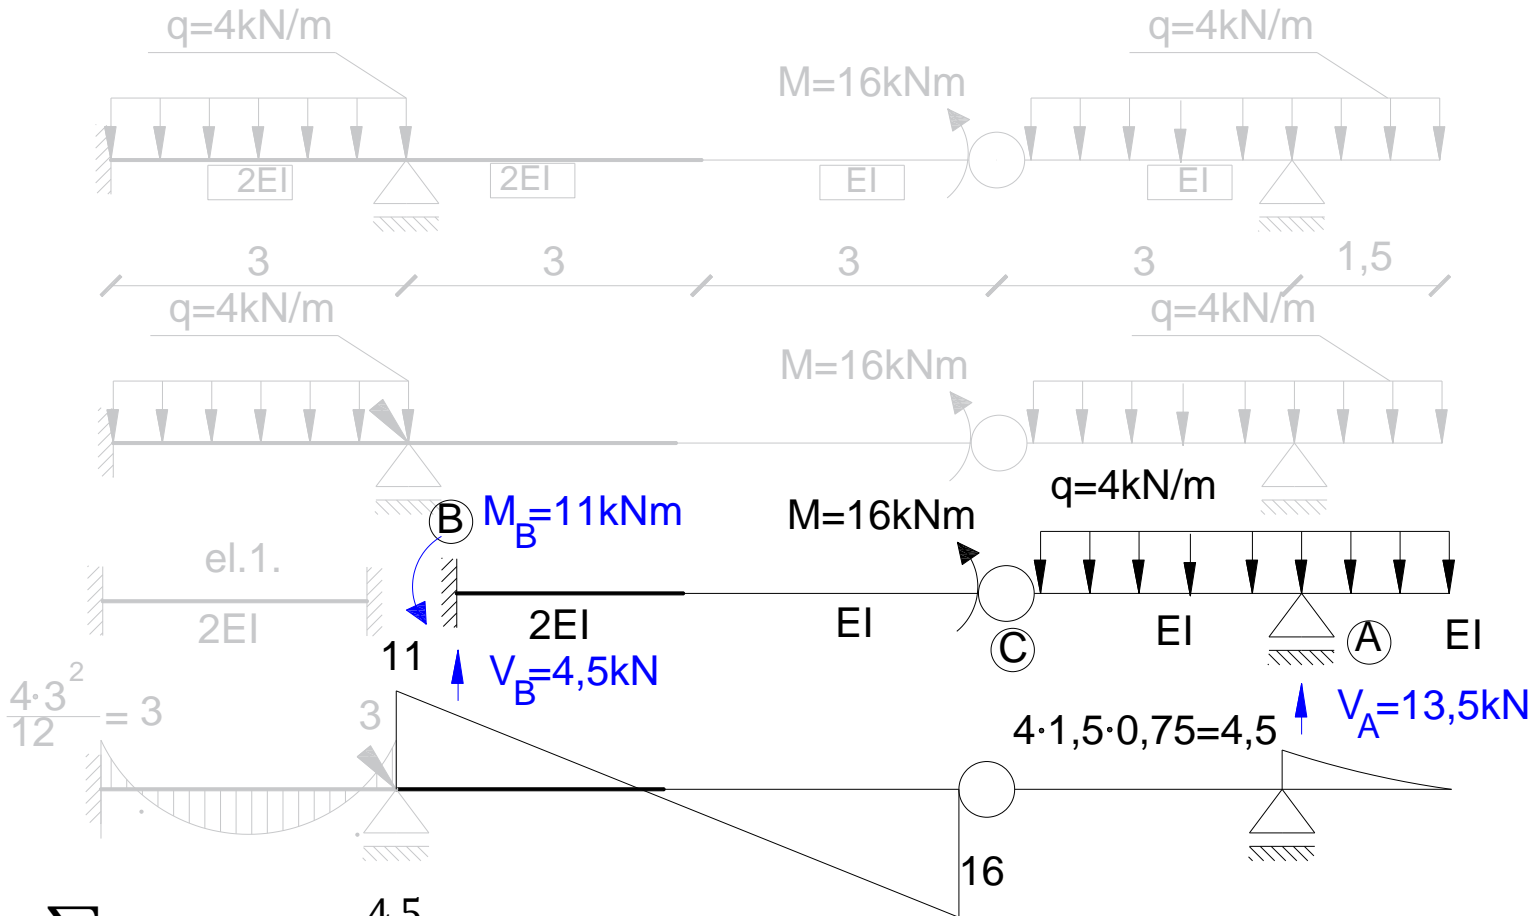 q=4kN/m q=4kN/m
M=16kNm
2EI 2EI EI EI
3 3 3 3 1,5
q=4kN/m q=4kN/m
M=16kNm
q=4kN/m
B M_B=11kNm M=16kNm
el.1.
2EI 2EI EI C EI A EI
11 V_B=4,5kN
4·3² / 12 = 3 3 V_A=13,5kN
4·1,5·0,75=4,5
16
Σ 4,5